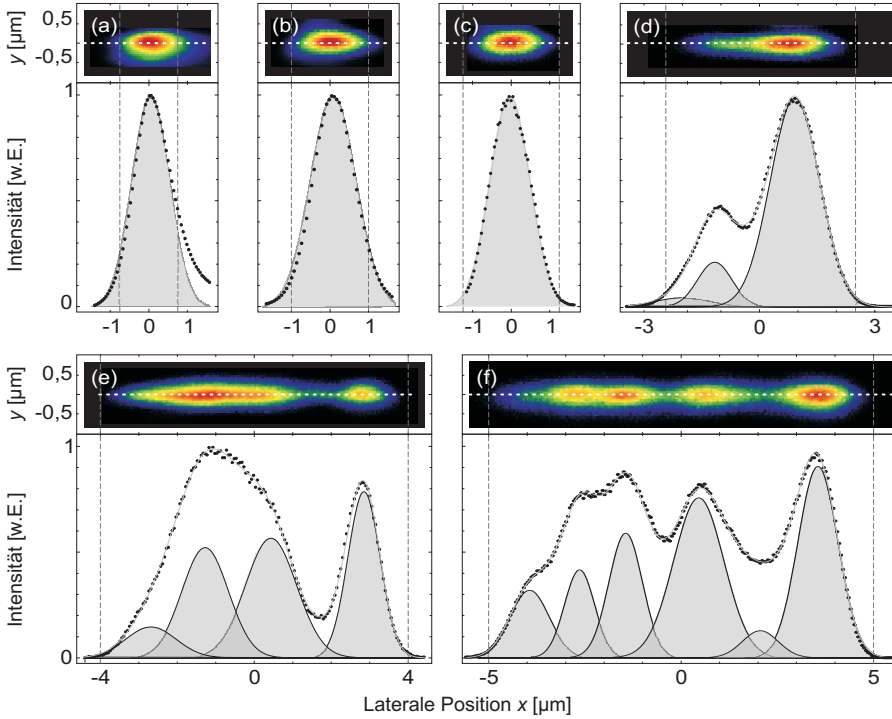 (a) (b) (c) (d)
y [µm]
0,5
-0,5
Intensität [w.E.]
1
0
-1 0 1 -1 0 1 -1 0 1 -3 0 3
(e) (f)
y [µm]
0,5
-0,5
Intensität [w.E.]
1
0
-4 0 4 -5 0 5
Laterale Position x [µm]